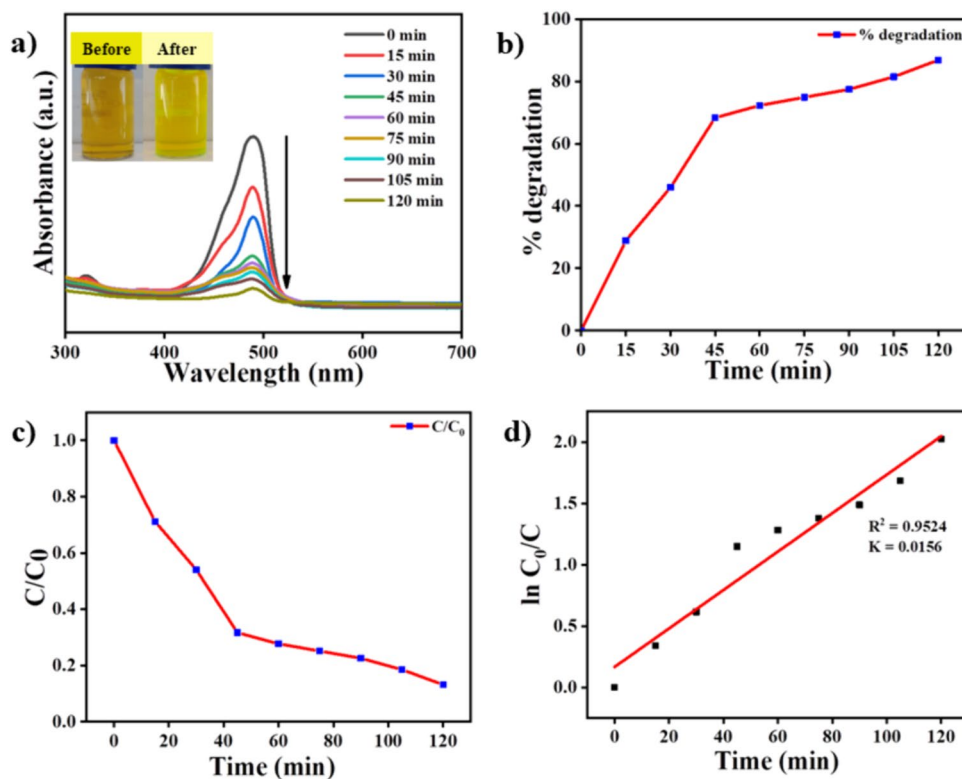 a)
Before After
0 min
15 min
30 min
45 min
60 min
75 min
90 min
105 min
120 min
Absorbance (a.u.)
300 400 500 600 700
Wavelength (nm)
b)
% degradation
100
80
60
40
20
0
% degradation
0 15 30 45 60 75 90 105 120
Time (min)
c)
C/C₀
1.0
0.8
0.6
0.4
0.2
0.0
C/C0
0 20 40 60 80 100 120
Time (min)
d)
2.0
1.5
1.0
0.5
0.0
ln C₀/C
R² = 0.9524
K = 0.0156
0 20 40 60 80 100 120
Time (min)